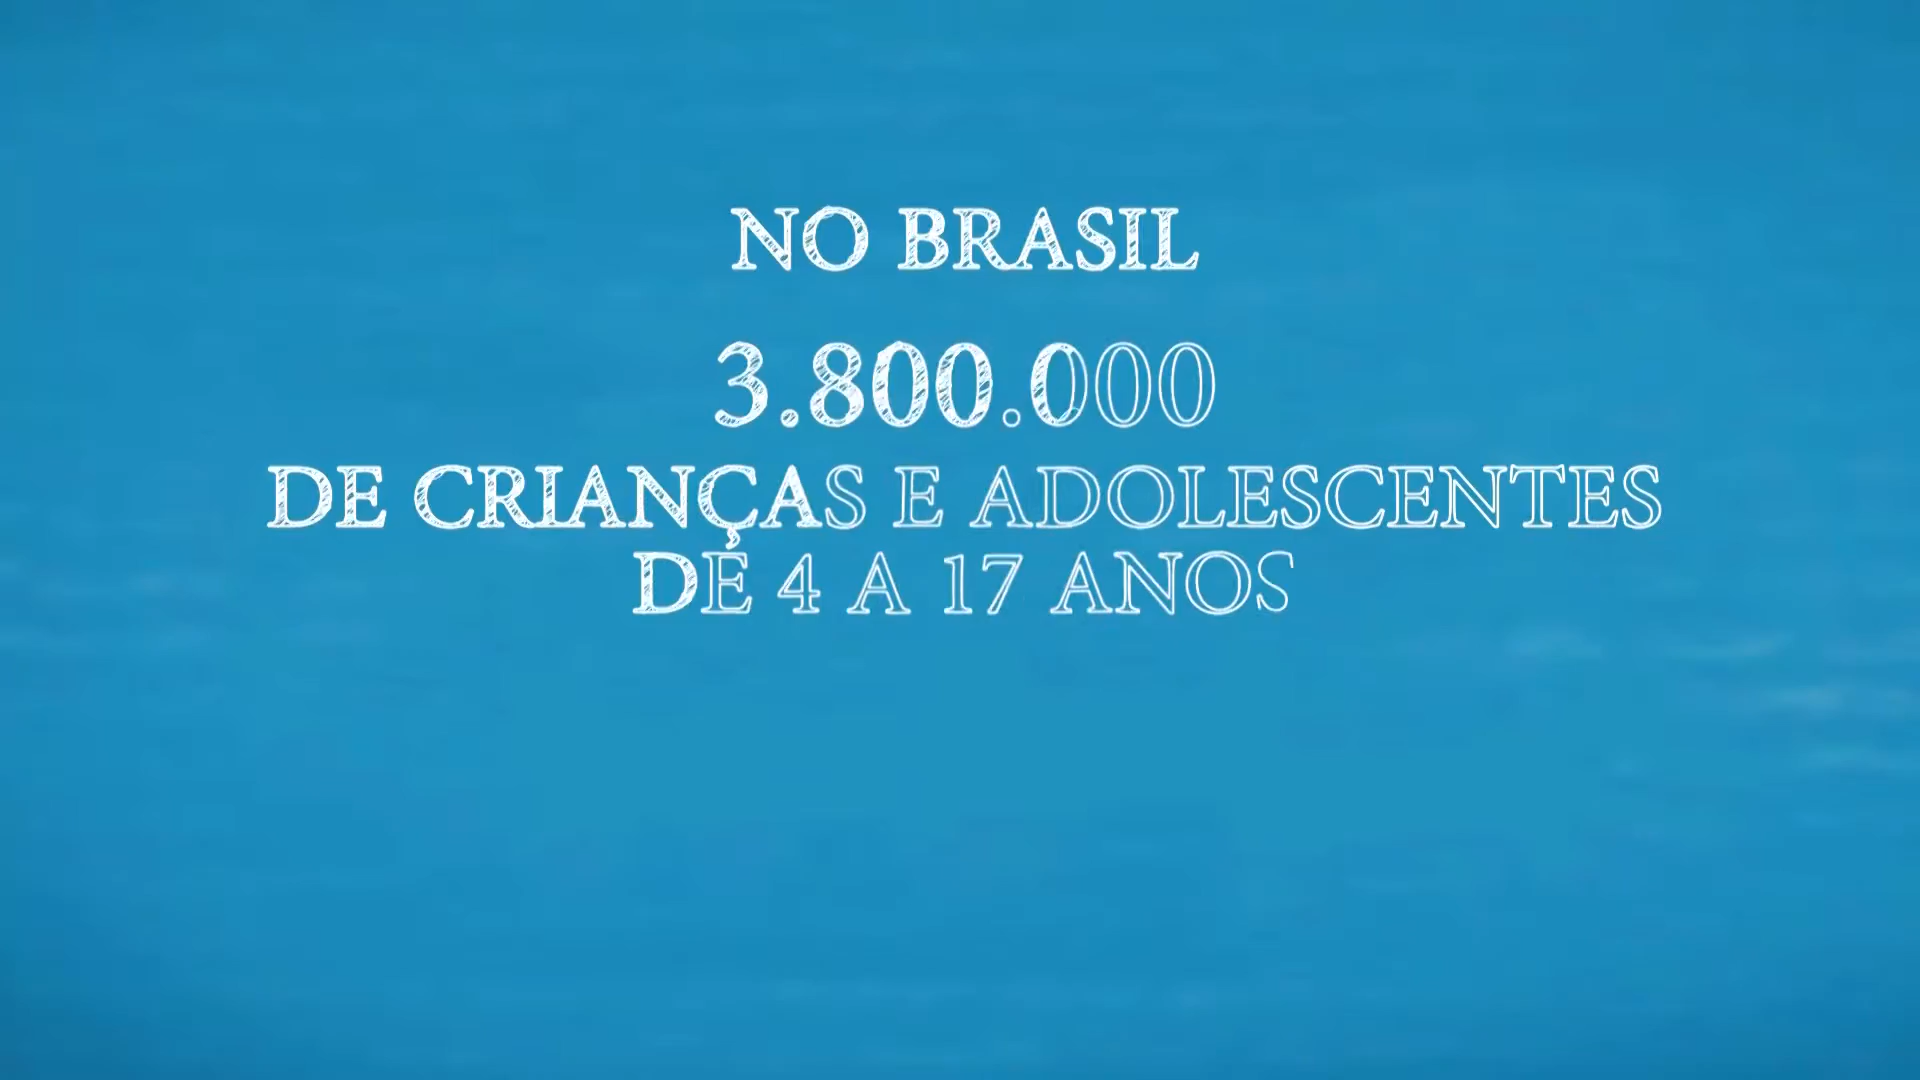 NO BRASIL
3.800.000
DE CRIANÇAS E ADOLESCENTES
DE 4 A 17 ANOS